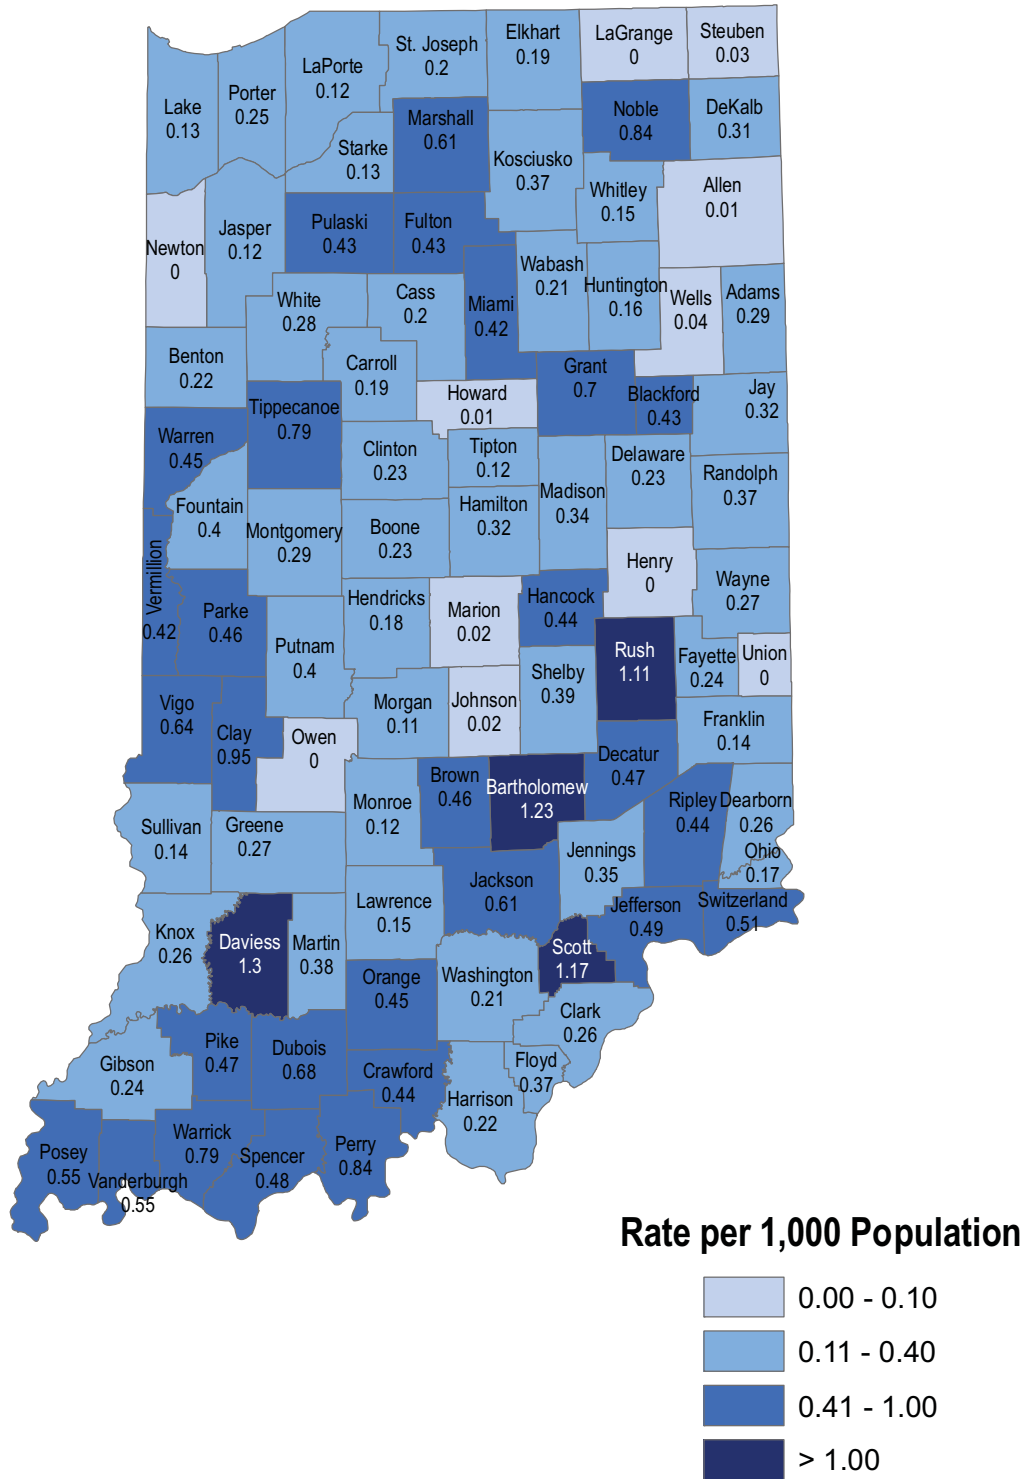 St. Joseph
0.2
Elkhart
0.19
LaGrange
0
Steuben
0.03
LaPorte
0.12
Lake
0.13
Porter
0.25
Marshall
0.61
Noble
0.84
DeKalb
0.31
Starke
0.13
Kosciusko
0.37
Whitley
0.15
Allen
0.01
Newton
0
Jasper
0.12
Pulaski
0.43
Fulton
0.43
Wabash
0.21
Huntington
0.16
Wells
0.04
Adams
0.29
White
0.28
Cass
0.2
Miami
0.42
Benton
0.22
Carroll
0.19
Howard
0.01
Grant
0.7
Blackford
0.43
Jay
0.32
Tippecanoe
0.79
Warren
0.45
Clinton
0.23
Tipton
0.12
Delaware
0.23
Randolph
0.37
Madison
0.34
Fountain
0.4
Montgomery
0.29
Boone
0.23
Hamilton
0.32
Henry
0
Wayne
0.27
Vermillion
0.42
Parke
0.46
Hendricks
0.18
Marion
0.02
Hancock
0.44
Putnam
0.4
Rush
1.11
Fayette
0.24
Union
0
Shelby
0.39
Vigo
0.64
Clay
0.95
Owen
0
Morgan
0.11
Johnson
0.02
Franklin
0.14
Decatur
0.47
Brown
0.46
Bartholomew
1.23
Monroe
0.12
Ripley
0.44
Dearborn
0.26
Sullivan
0.14
Greene
0.27
Jennings
0.35
Ohio
0.17
Jackson
0.61
Lawrence
0.15
Jefferson
0.49
Switzerland
0.51
Knox
0.26
Daviess
1.3
Martin
0.38
Scott
1.17
Orange
0.45
Washington
0.21
Clark
0.26
Pike
0.47
Dubois
0.68
Gibson
0.24
Crawford
0.44
Floyd
0.37
Harrison
0.22
Warrick
0.79
Perry
0.84
Posey
0.55
Spencer
0.48
Vanderburgh
0.55
Rate per 1,000 Population
0.00 - 0.10
0.11 - 0.40
0.41 - 1.00
> 1.00